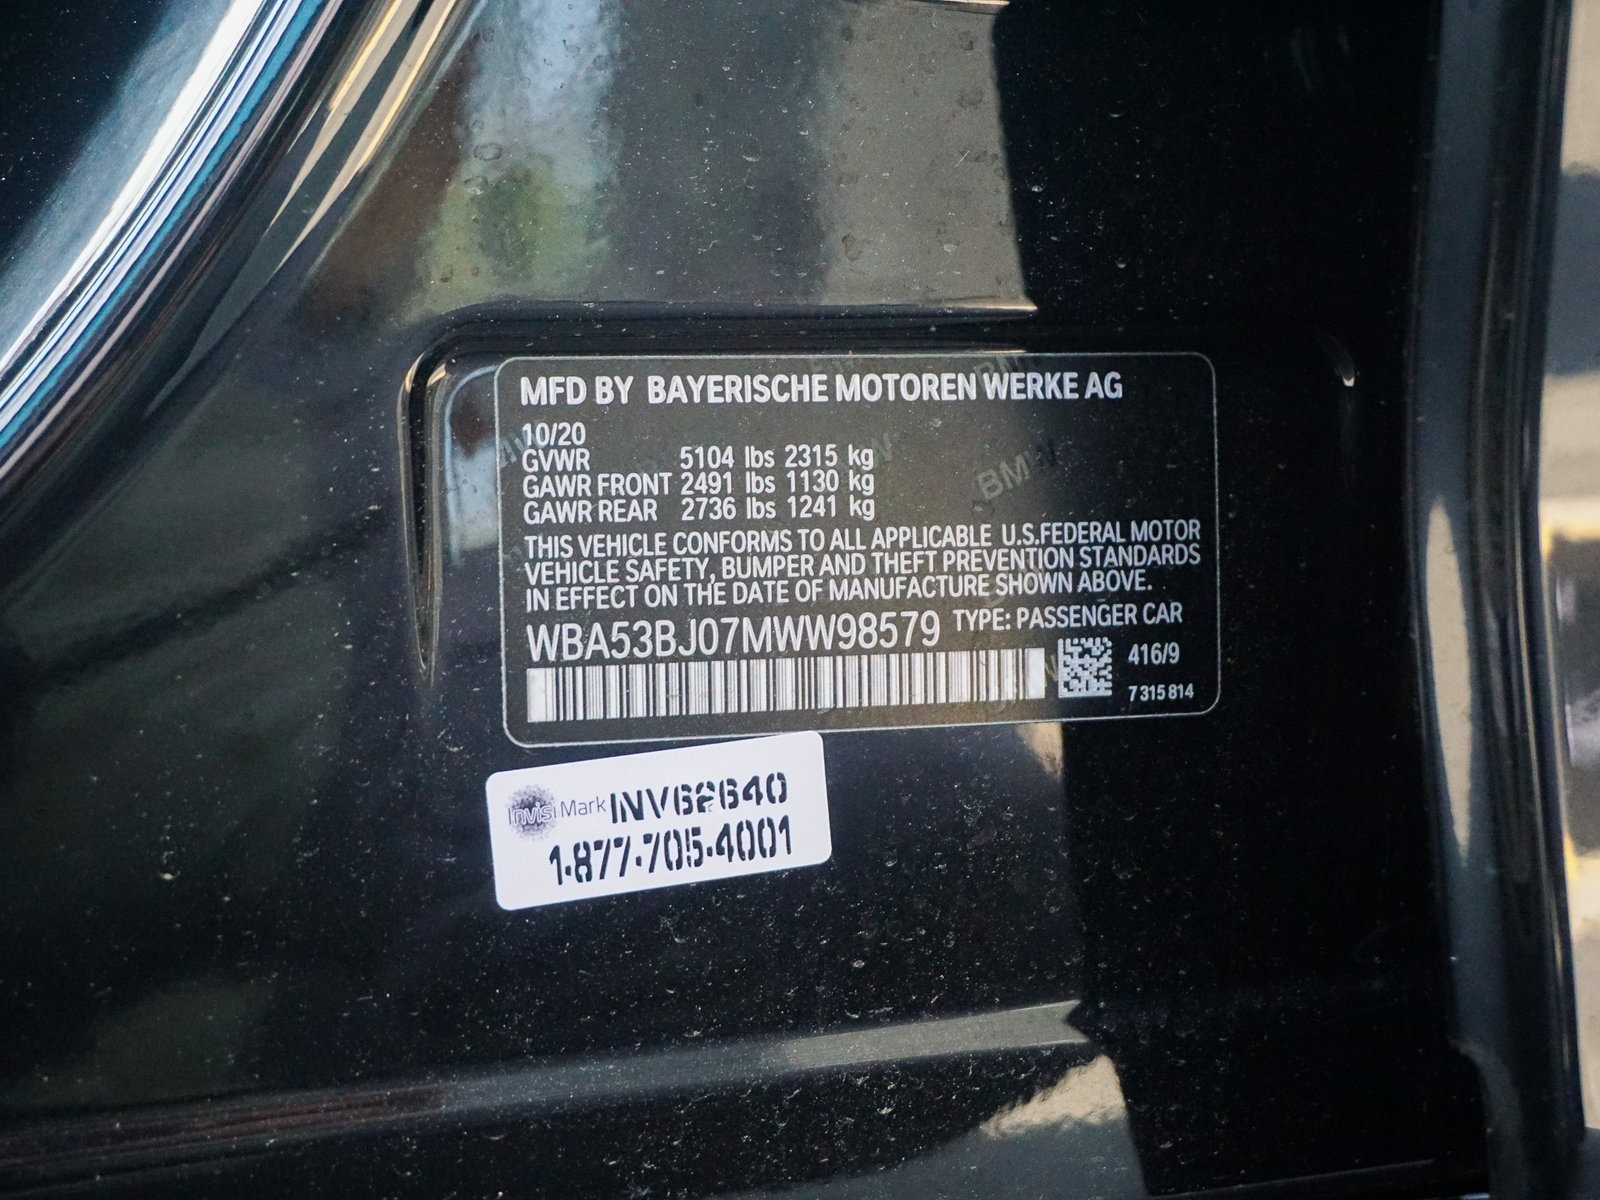 MFD BY BAYERISCHE MOTOREN WERKE AG
10/20
GVWR 5104 lbs 2315 kg
GAWR FRONT 2491 lbs 1130 kg
GAWR REAR 2736 lbs 1241 kg
THIS VEHICLE CONFORMS TO ALL APPLICABLE U.S.FEDERAL MOTOR
VEHICLE SAFETY, BUMPER AND THEFT PREVENTION STANDARDS
IN EFFECT ON THE DATE OF MANUFACTURE SHOWN ABOVE.
WBA53BJ07MWW98579 TYPE: PASSENGER CAR
416/9
7 315 814
BMW
InvisiMark INV62640
1-877-705-4001